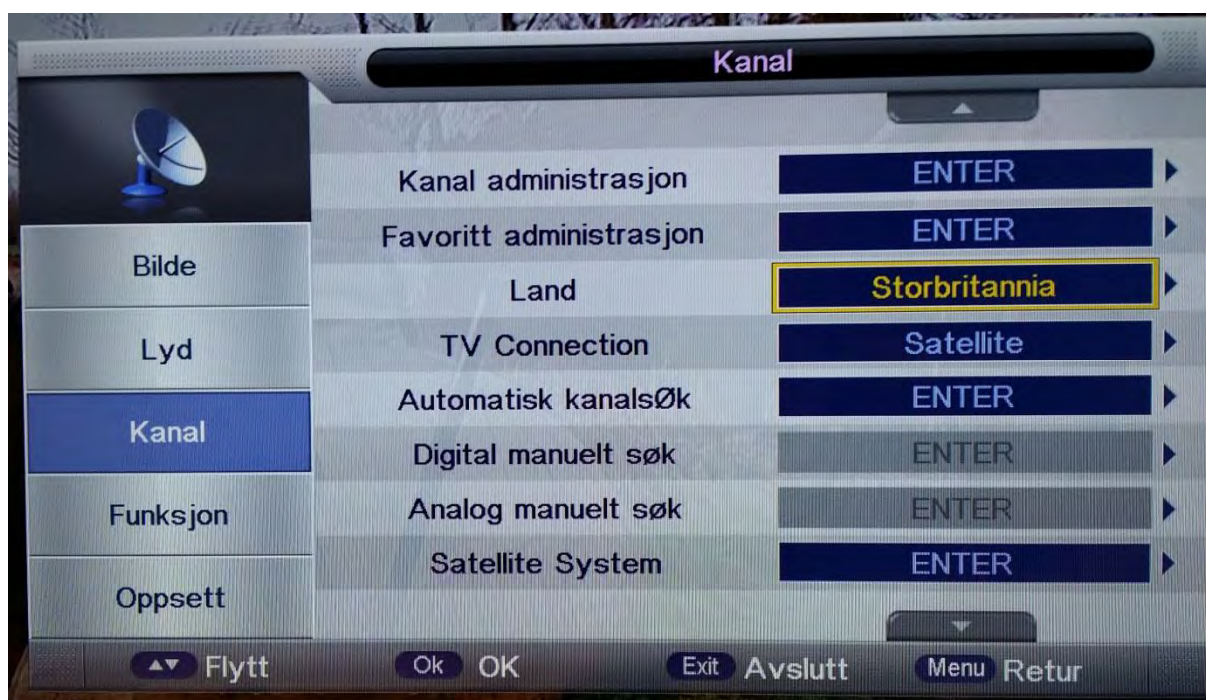 Kanal
Kanal administrasjon ENTER
Favoritt administrasjon ENTER
Bilde
Land Storbritannia
Lyd
TV Connection Satellite
Automatisk kanalsØk ENTER
Kanal
Digital manuelt søk ENTER
Funksjon
Analog manuelt søk ENTER
Satellite System ENTER
Oppsett
Flytt Ok OK Exit Avslutt Menu Retur